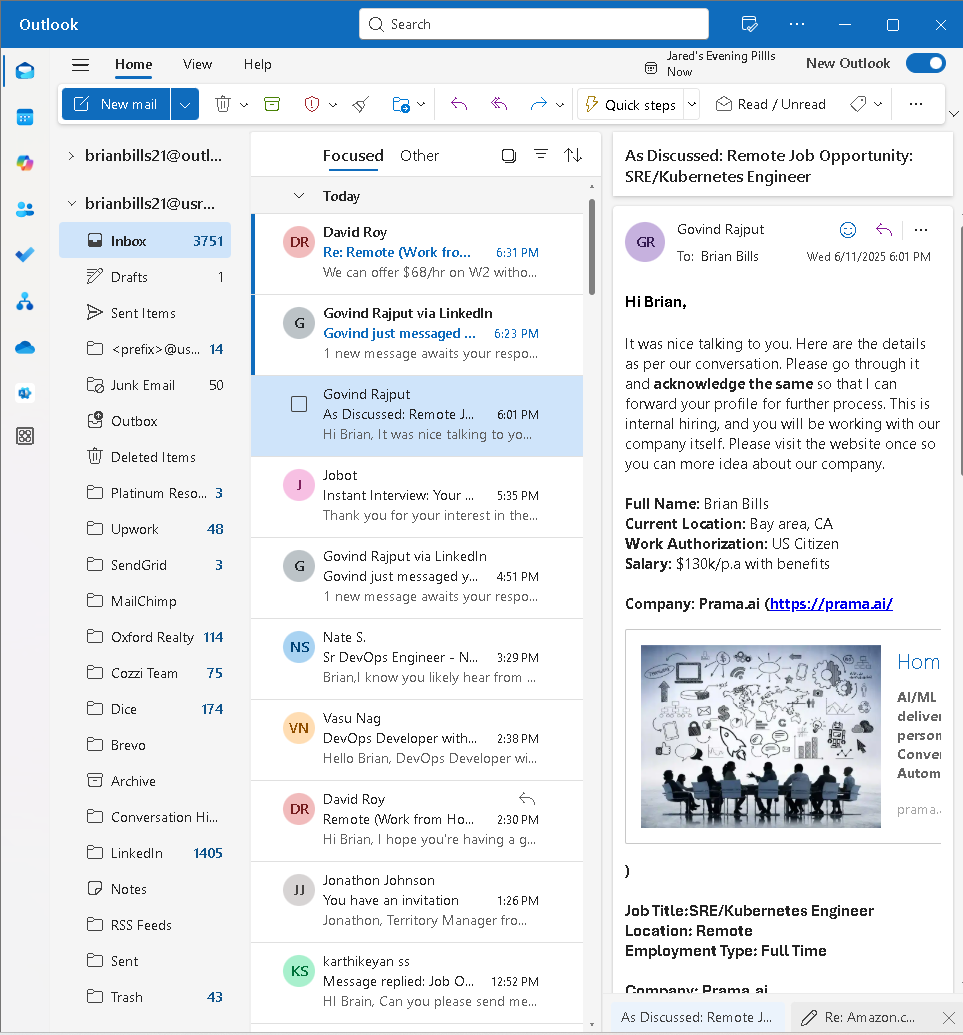 Outlook
Search
Home
View
Help
Jared's Evening Pillls
Now
New Outlook
New mail
Quick steps
Read / Unread
brianbills21@outl...
brianbills21@usr...
Inbox 3751
Drafts 1
Sent Items
<prefix>@us... 14
Junk Email 50
Outbox
Deleted Items
Platinum Reso... 3
Upwork 48
SendGrid 3
MailChimp
Oxford Realty 114
Cozzi Team 75
Dice 174
Brevo
Archive
Conversation Hi...
LinkedIn 1405
Notes
RSS Feeds
Sent
Trash 43
Focused Other
Today
DR
David Roy
Re: Remote (Work fro... 6:31 PM
We can offer $68/hr on W2 witho...
G
Govind Rajput via LinkedIn
Govind just messaged ... 6:23 PM
1 new message awaits your respo...
Govind Rajput
As Discussed: Remote J... 6:01 PM
Hi Brian, It was nice talking to yo...
J
Jobot
Instant Interview: Your ... 5:35 PM
Thank you for your interest in the...
G
Govind Rajput via LinkedIn
Govind just messaged y... 4:51 PM
1 new message awaits your respo...
NS
Nate S.
Sr DevOps Engineer - N... 3:29 PM
Brian,I know you likely hear from ...
VN
Vasu Nag
DevOps Developer with... 2:38 PM
Hello Brian, DevOps Developer wi...
DR
David Roy
Remote (Work from Ho... 2:30 PM
Hi Brian, I hope you're having a g...
JJ
Jonathon Johnson
You have an invitation 1:26 PM
Jonathon, Territory Manager fro...
KS
karthikeyan ss
Message replied: Job O... 12:52 PM
HI Brain, Can you please send me...
As Discussed: Remote Job Opportunity:
SRE/Kubernetes Engineer
GR
Govind Rajput
To: Brian Bills
Wed 6/11/2025 6:01 PM
Hi Brian,
It was nice talking to you. Here are the details
as per our conversation. Please go through it
and acknowledge the same so that I can
forward your profile for further process. This is
internal hiring, and you will be working with our
company itself. Please visit the website once so
you can more idea about our company.
Full Name: Brian Bills
Current Location: Bay area, CA
Work Authorization: US Citizen
Salary: $130k/p.a with benefits
Company: Prama.ai (https://prama.ai/
Hom
AI/ML
deliver
person
Conver
Autom
prama.
)
Job Title:SRE/Kubernetes Engineer
Location: Remote
Employment Type: Full Time
Company: Prama.ai
As Discussed: Remote J...
Re: Amazon.c...